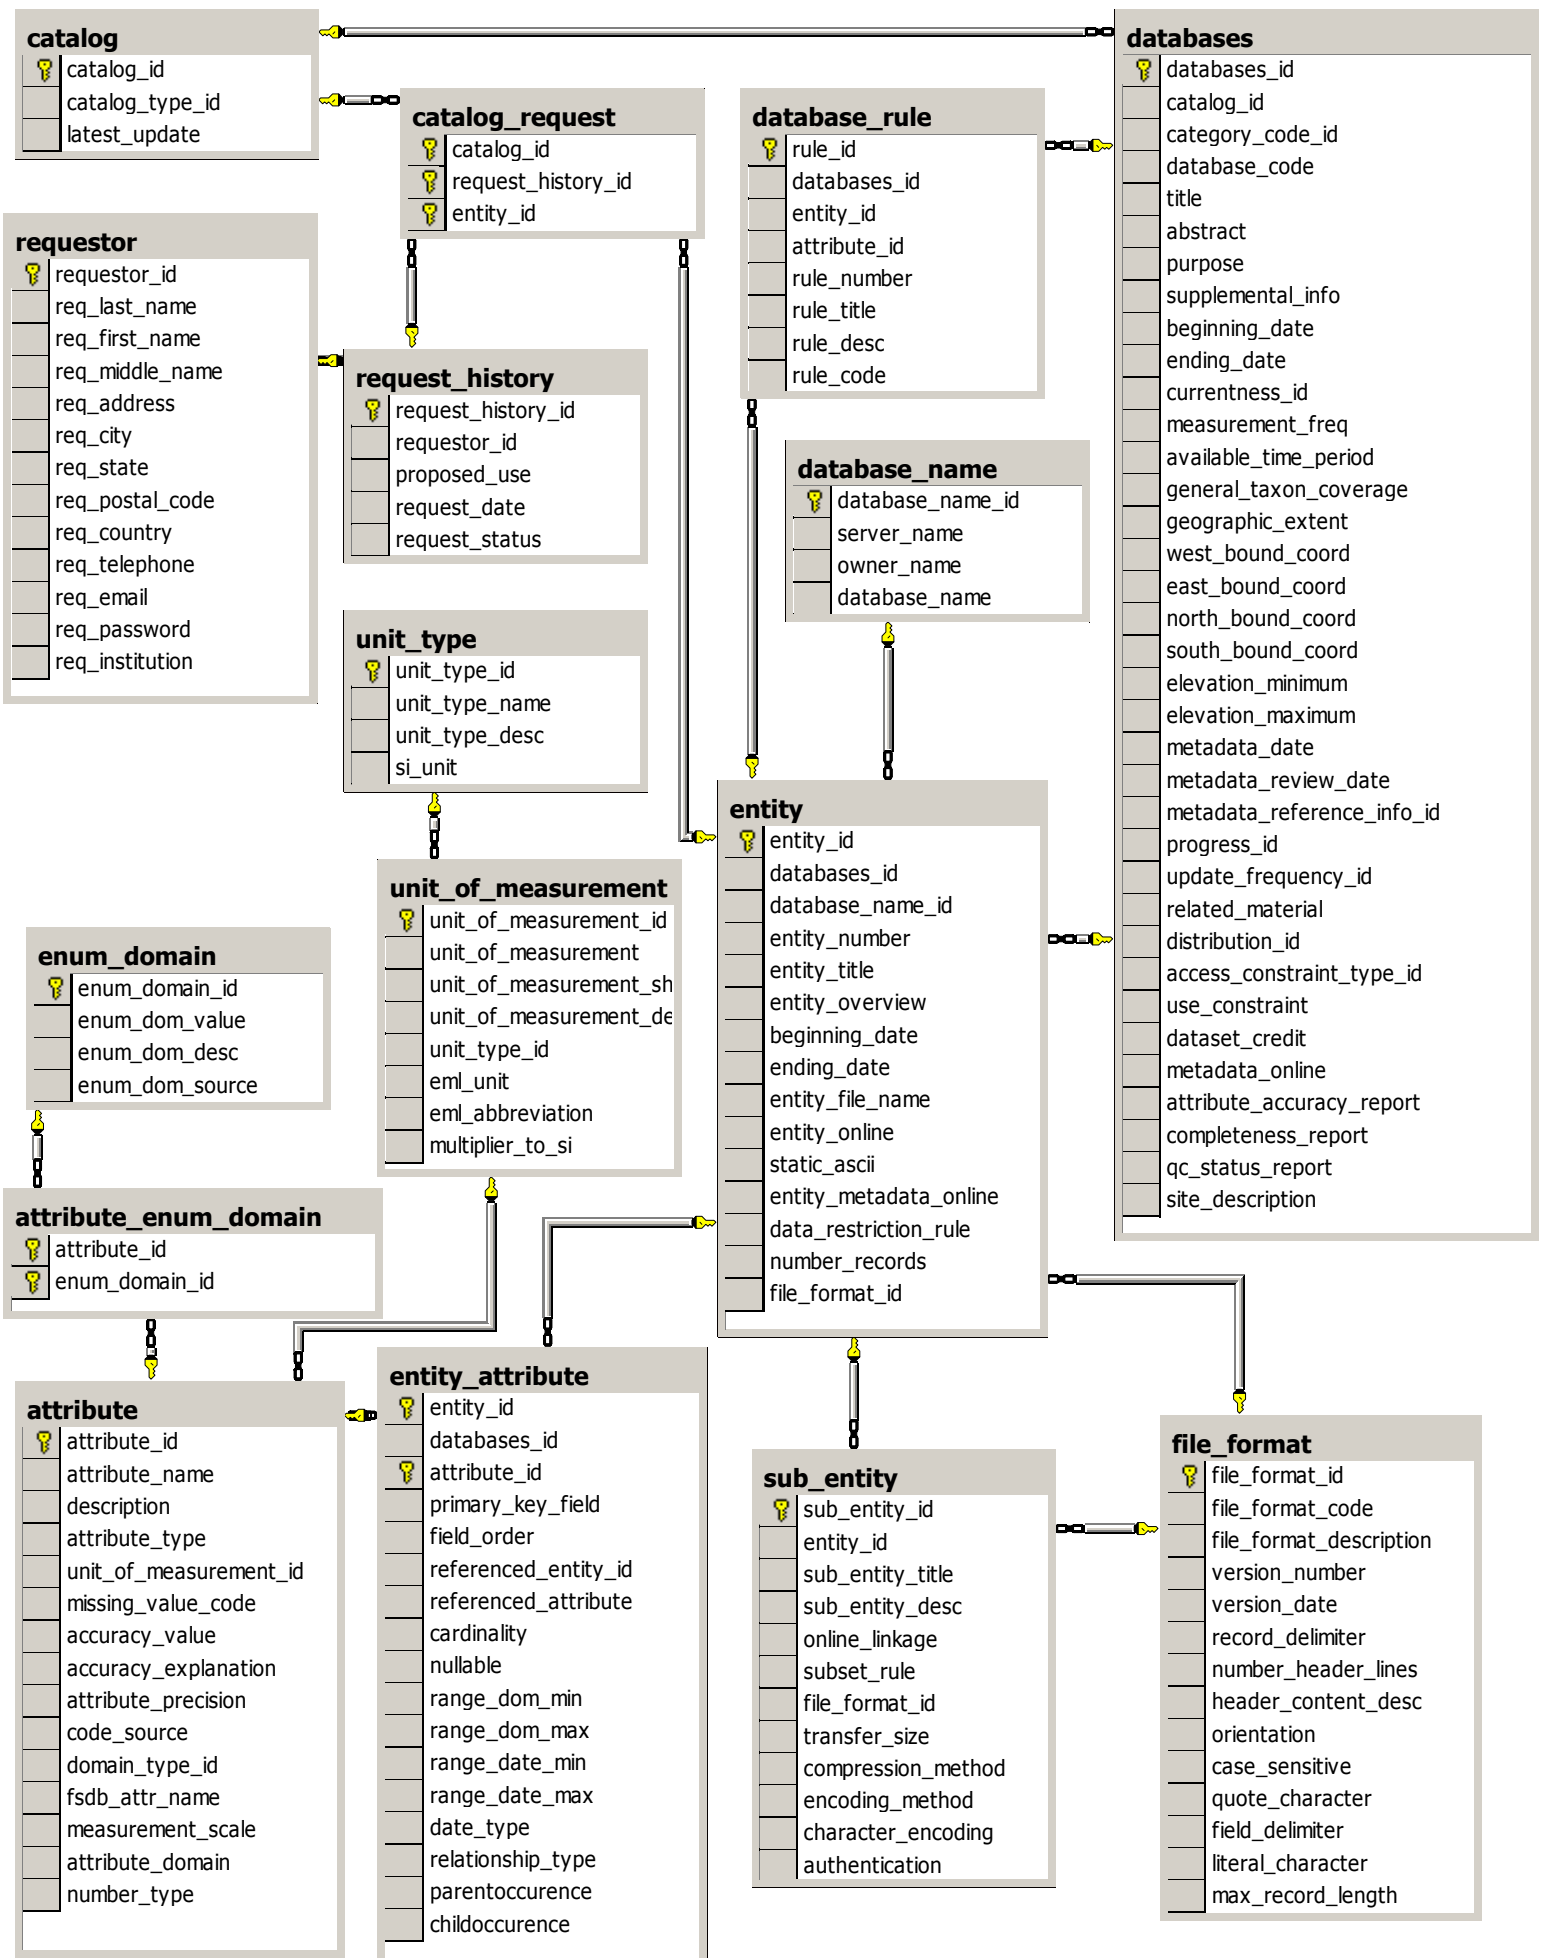 catalog
catalog_id
catalog_type_id
latest_update
catalog_request
catalog_id
request_history_id
entity_id
database_rule
rule_id
databases_id
entity_id
attribute_id
rule_number
rule_title
rule_desc
rule_code
databases
databases_id
catalog_id
category_code_id
database_code
title
abstract
purpose
supplemental_info
beginning_date
ending_date
currentness_id
measurement_freq
available_time_period
general_taxon_coverage
geographic_extent
west_bound_coord
east_bound_coord
north_bound_coord
south_bound_coord
elevation_minimum
elevation_maximum
metadata_date
metadata_review_date
metadata_reference_info_id
progress_id
update_frequency_id
related_material
distribution_id
access_constraint_type_id
use_constraint
dataset_credit
metadata_online
attribute_accuracy_report
completeness_report
qc_status_report
site_description
requestor
requestor_id
req_last_name
req_first_name
req_middle_name
req_address
req_city
req_state
req_postal_code
req_country
req_telephone
req_email
req_password
req_institution
request_history
request_history_id
requestor_id
proposed_use
request_date
request_status
database_name
database_name_id
server_name
owner_name
database_name
unit_type
unit_type_id
unit_type_name
unit_type_desc
si_unit
entity
entity_id
databases_id
database_name_id
entity_number
entity_title
entity_overview
beginning_date
ending_date
entity_file_name
entity_online
static_ascii
entity_metadata_online
data_restriction_rule
number_records
file_format_id
unit_of_measurement
unit_of_measurement_id
unit_of_measurement
unit_of_measurement_sh
unit_of_measurement_de
unit_type_id
eml_unit
eml_abbreviation
multiplier_to_si
enum_domain
enum_domain_id
enum_dom_value
enum_dom_desc
enum_dom_source
attribute_enum_domain
attribute_id
enum_domain_id
attribute
attribute_id
attribute_name
description
attribute_type
unit_of_measurement_id
missing_value_code
accuracy_value
accuracy_explanation
attribute_precision
code_source
domain_type_id
fsdb_attr_name
measurement_scale
attribute_domain
number_type
entity_attribute
entity_id
databases_id
attribute_id
primary_key_field
field_order
referenced_entity_id
referenced_attribute
cardinality
nullable
range_dom_min
range_dom_max
range_date_min
range_date_max
date_type
relationship_type
parentoccurence
childoccurence
sub_entity
sub_entity_id
entity_id
sub_entity_title
sub_entity_desc
online_linkage
subset_rule
file_format_id
transfer_size
compression_method
encoding_method
character_encoding
authentication
file_format
file_format_id
file_format_code
file_format_description
version_number
version_date
record_delimiter
number_header_lines
header_content_desc
orientation
case_sensitive
quote_character
field_delimiter
literal_character
max_record_length